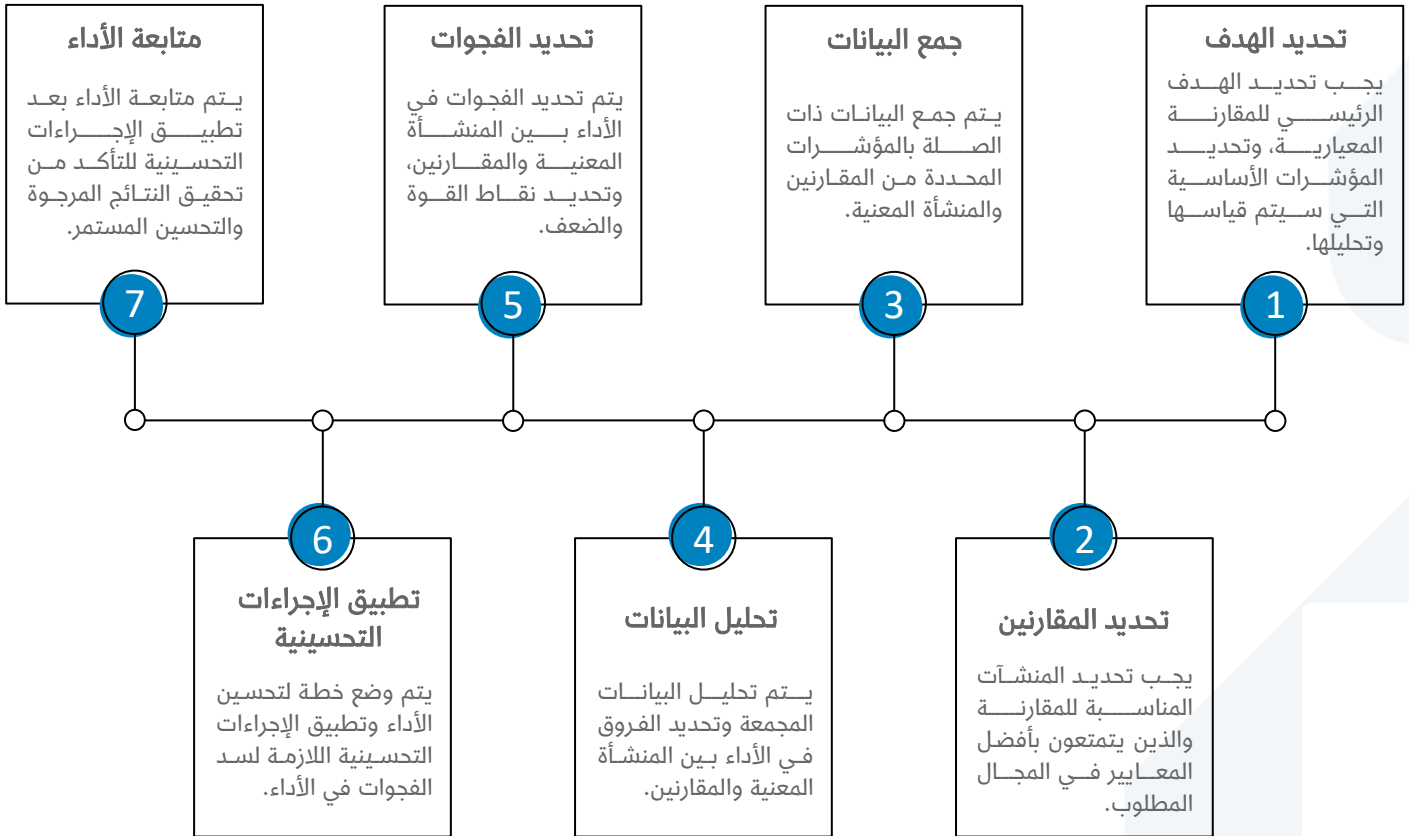 تحديد الهدف
يجب تحديد الهدف
الرئيسي للمقارنة
المعيارية، وتحديد
المؤشرات الأساسية
التي سيتم قياسها
وتحليلها.
1
تحديد المقارنين
يجب تحديد المنشآت
المناسبة للمقارنة
والذين يتمتعون بأفضل
المعايير في المجال
المطلوب.
2
جمع البيانات
يتم جمع البيانات ذات
الصلة بالمؤشرات
المحددة من المقارنين
والمنشأة المعنية.
3
تحليل البيانات
يتم تحليل البيانات
المجمعة وتحديد الفروق
في الأداء بين المنشأة
المعنية والمقارنين.
4
تحديد الفجوات
يتم تحديد الفجوات في
الأداء بين المنشأة
المعنية والمقارنين،
وتحديد نقاط القوة
والضعف.
5
تطبيق الإجراءات
التحسينية
يتم وضع خطة لتحسين
الأداء وتطبيق الإجراءات
التحسينية اللازمة لسد
الفجوات في الأداء.
6
متابعة الأداء
يتم متابعة الأداء بعد
تطبيق الإجراءات
التحسينية للتأكد من
تحقيق النتائج المرجوة
والتحسين المستمر.
7